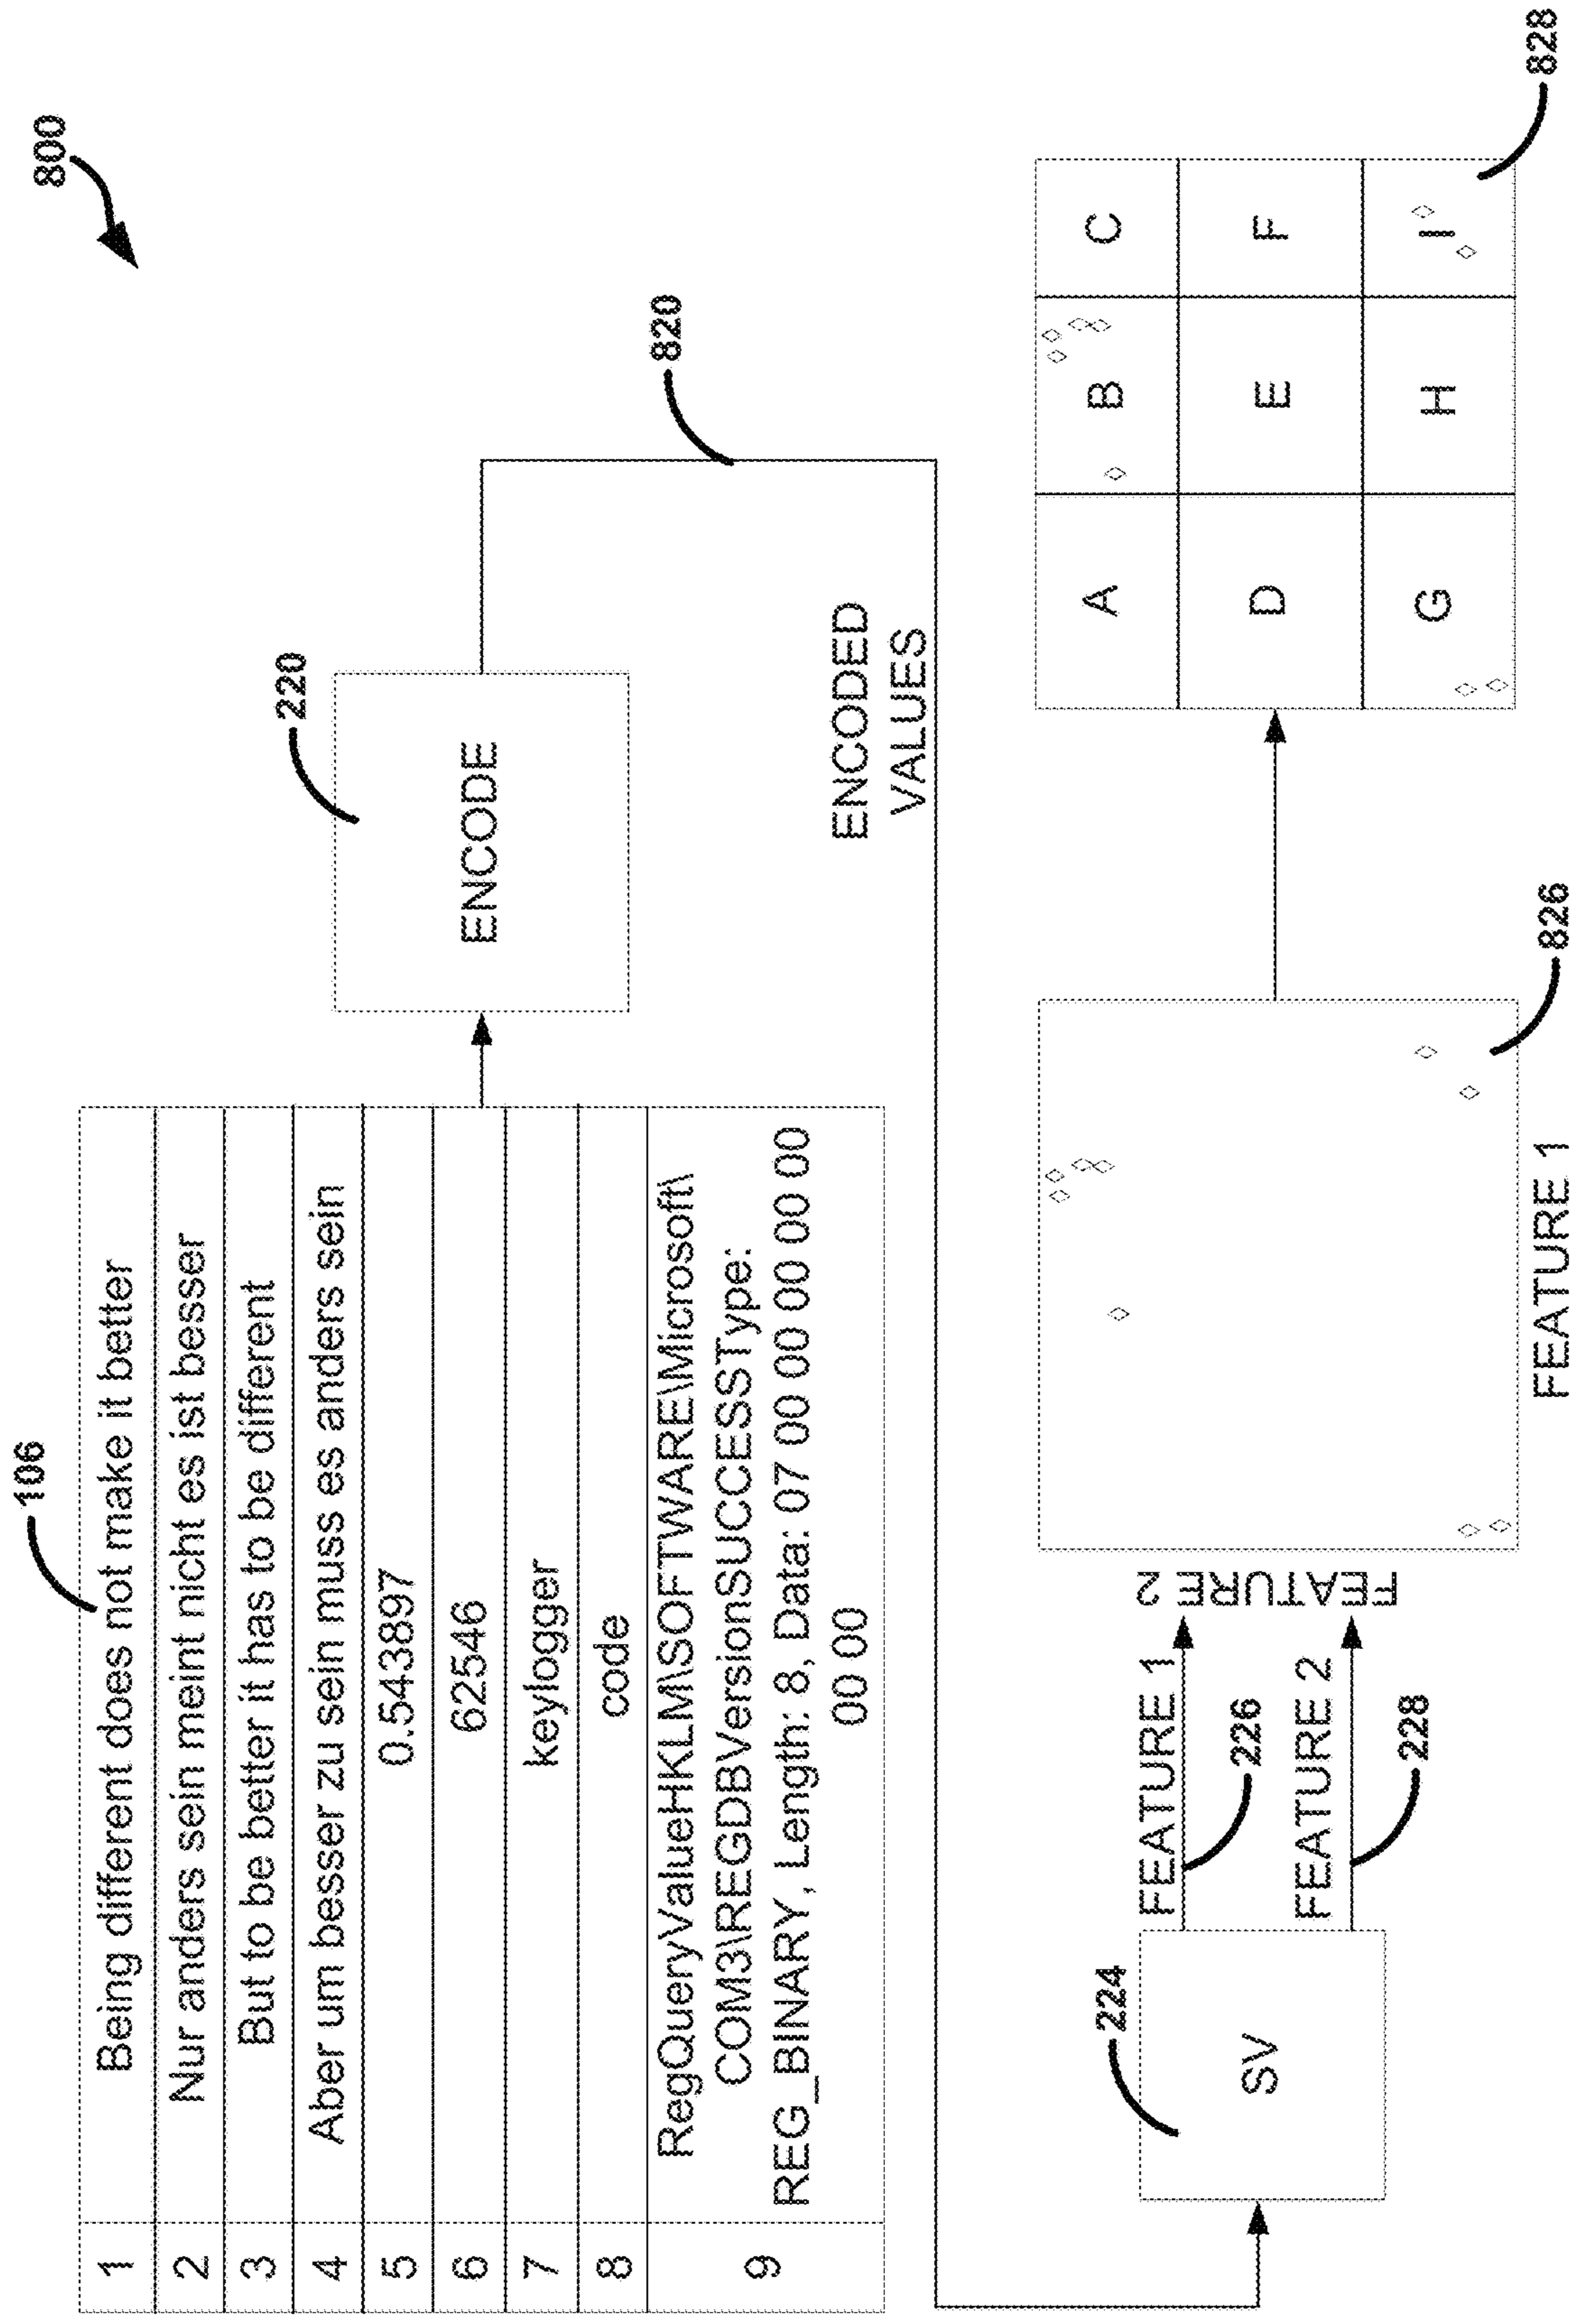 800
106
1 Being different does not make it better
2 Nur anders sein meint nicht es ist besser
3 But to be better it has to be different
4 Aber um besser zu sein muss es anders sein
5 0.543897
6 62546
7 keylogger
8 code
9 RegQueryValueHKLM\SOFTWARE\Microsoft\
COM3\REGDBVersionSUCCESSType:
REG_BINARY, Length: 8, Data: 07 00 00 00 00 00
00 00
220
ENCODE
820
ENCODED
VALUES
224
SV
FEATURE 1
226
FEATURE 2
228
FEATURE 2
FEATURE 1
826
A B C
D E F
G H I
828